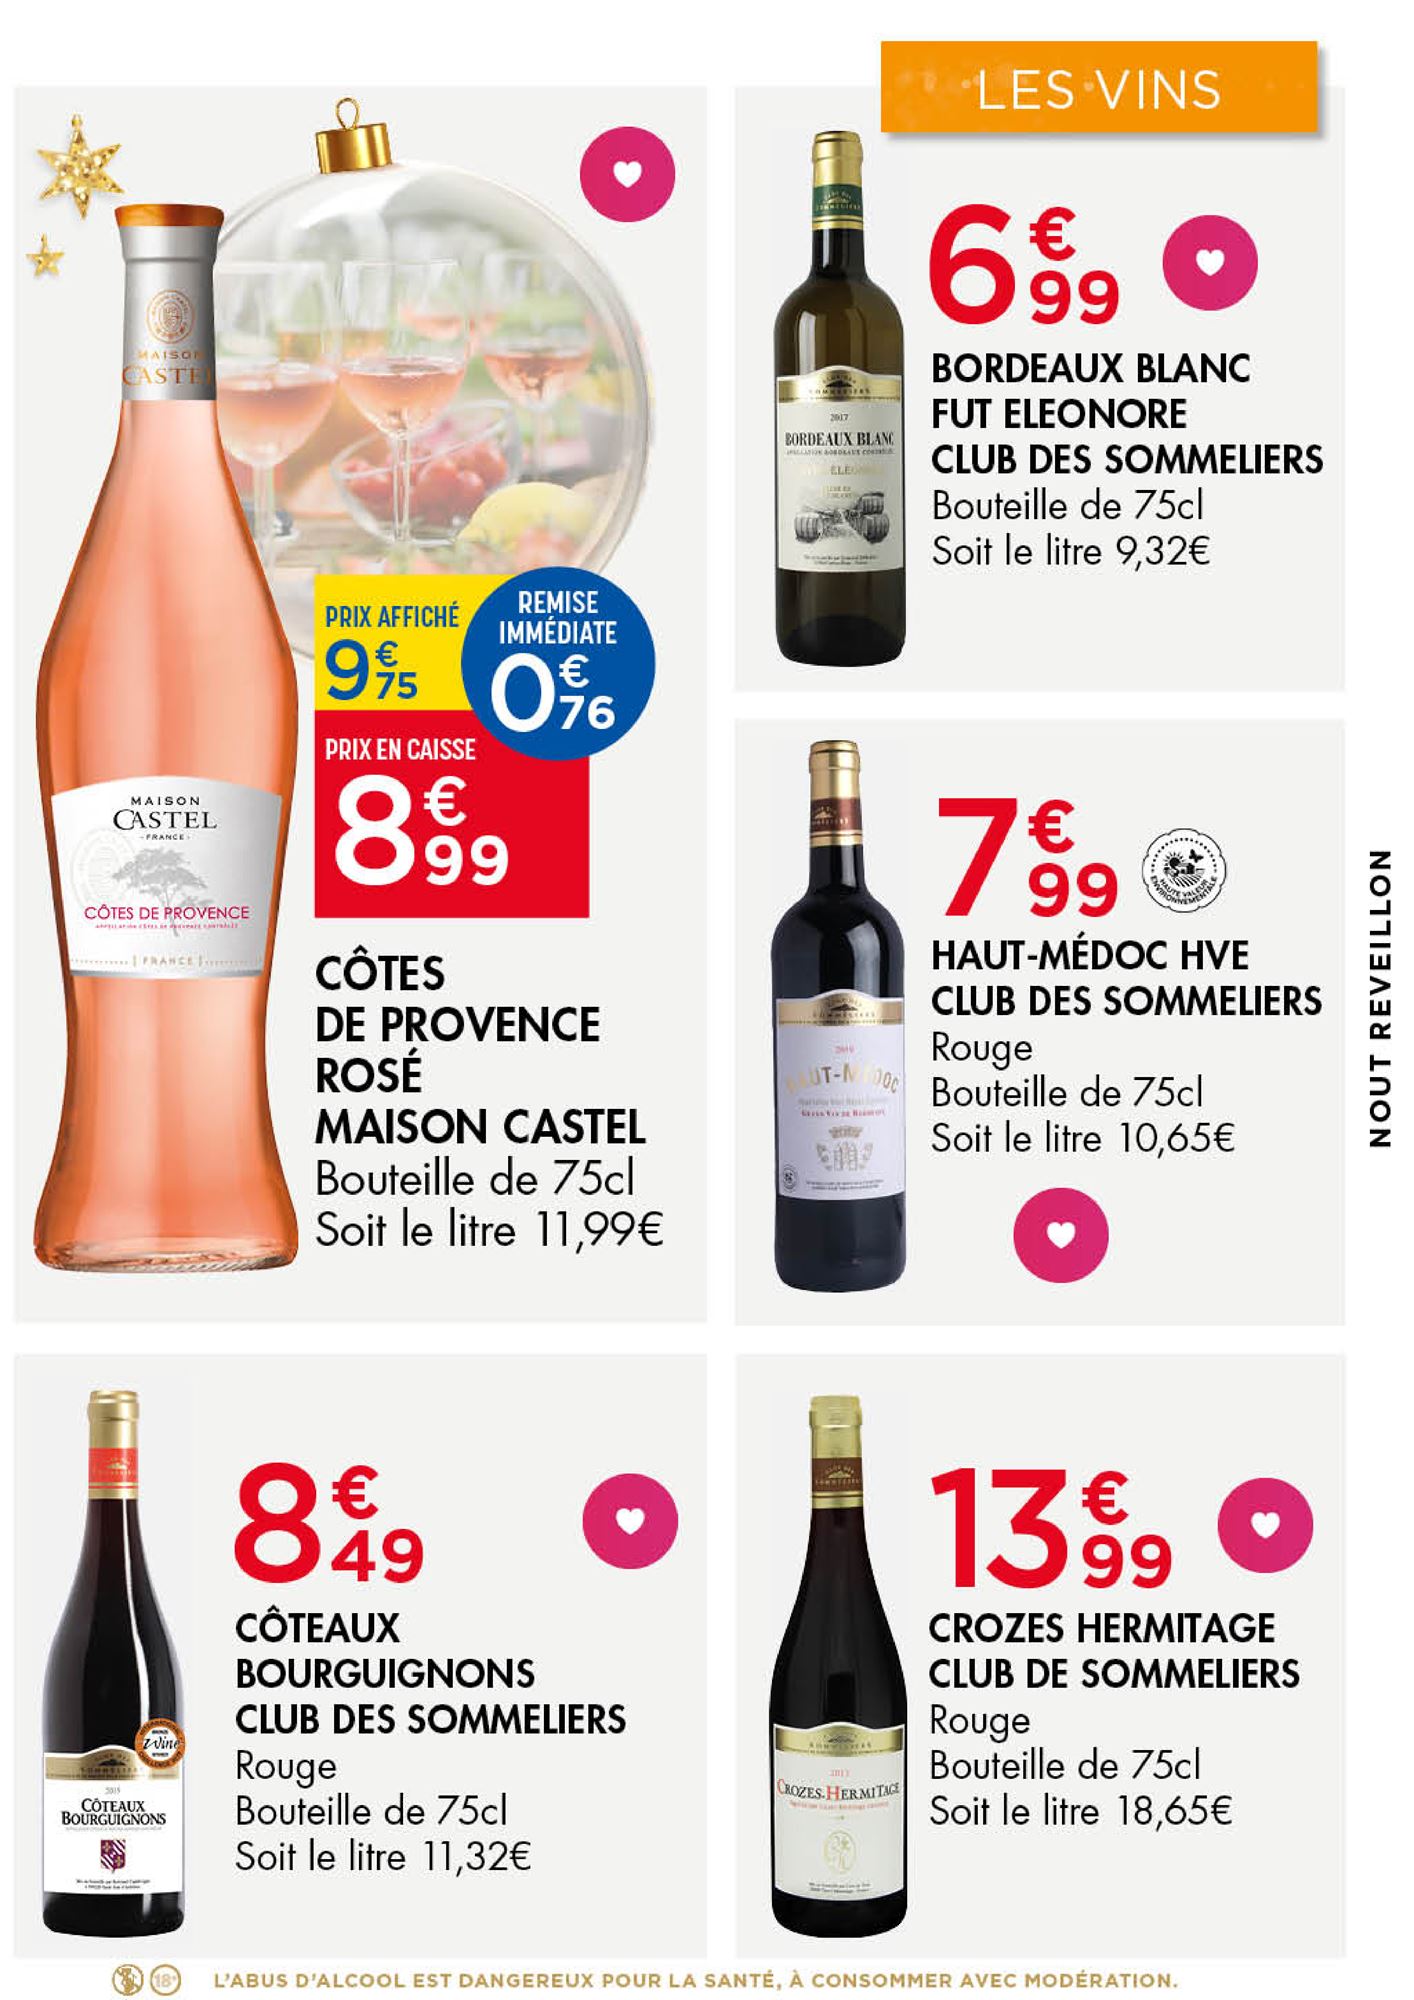 LES VINS
MAISON
CASTEL
MAISON
CASTEL
- FRANCE -
CÔTES DE PROVENCE
FRANCE
PRIX AFFICHÉ
9€75
REMISE
IMMÉDIATE
0€76
PRIX EN CAISSE
8€99
CÔTES
DE PROVENCE
ROSÉ
MAISON CASTEL
Bouteille de 75cl
Soit le litre 11,99€
2017
BORDEAUX BLANC
6€99
BORDEAUX BLANC
FUT ELEONORE
CLUB DES SOMMELIERS
Bouteille de 75cl
Soit le litre 9,32€
HAUT-MÉDOC
7€99
HAUTE VALEUR
ENVIRONNEMENTALE
HAUT-MÉDOC HVE
CLUB DES SOMMELIERS
Rouge
Bouteille de 75cl
Soit le litre 10,65€
NOUT REVEILLON
Wine
CÔTEAUX
BOURGUIGNONS
8€49
CÔTEAUX
BOURGUIGNONS
CLUB DES SOMMELIERS
Rouge
Bouteille de 75cl
Soit le litre 11,32€
CROZES-HERMITAGE
13€99
CROZES HERMITAGE
CLUB DE SOMMELIERS
Rouge
Bouteille de 75cl
Soit le litre 18,65€
18+
L'ABUS D'ALCOOL EST DANGEREUX POUR LA SANTÉ, À CONSOMMER AVEC MODÉRATION.